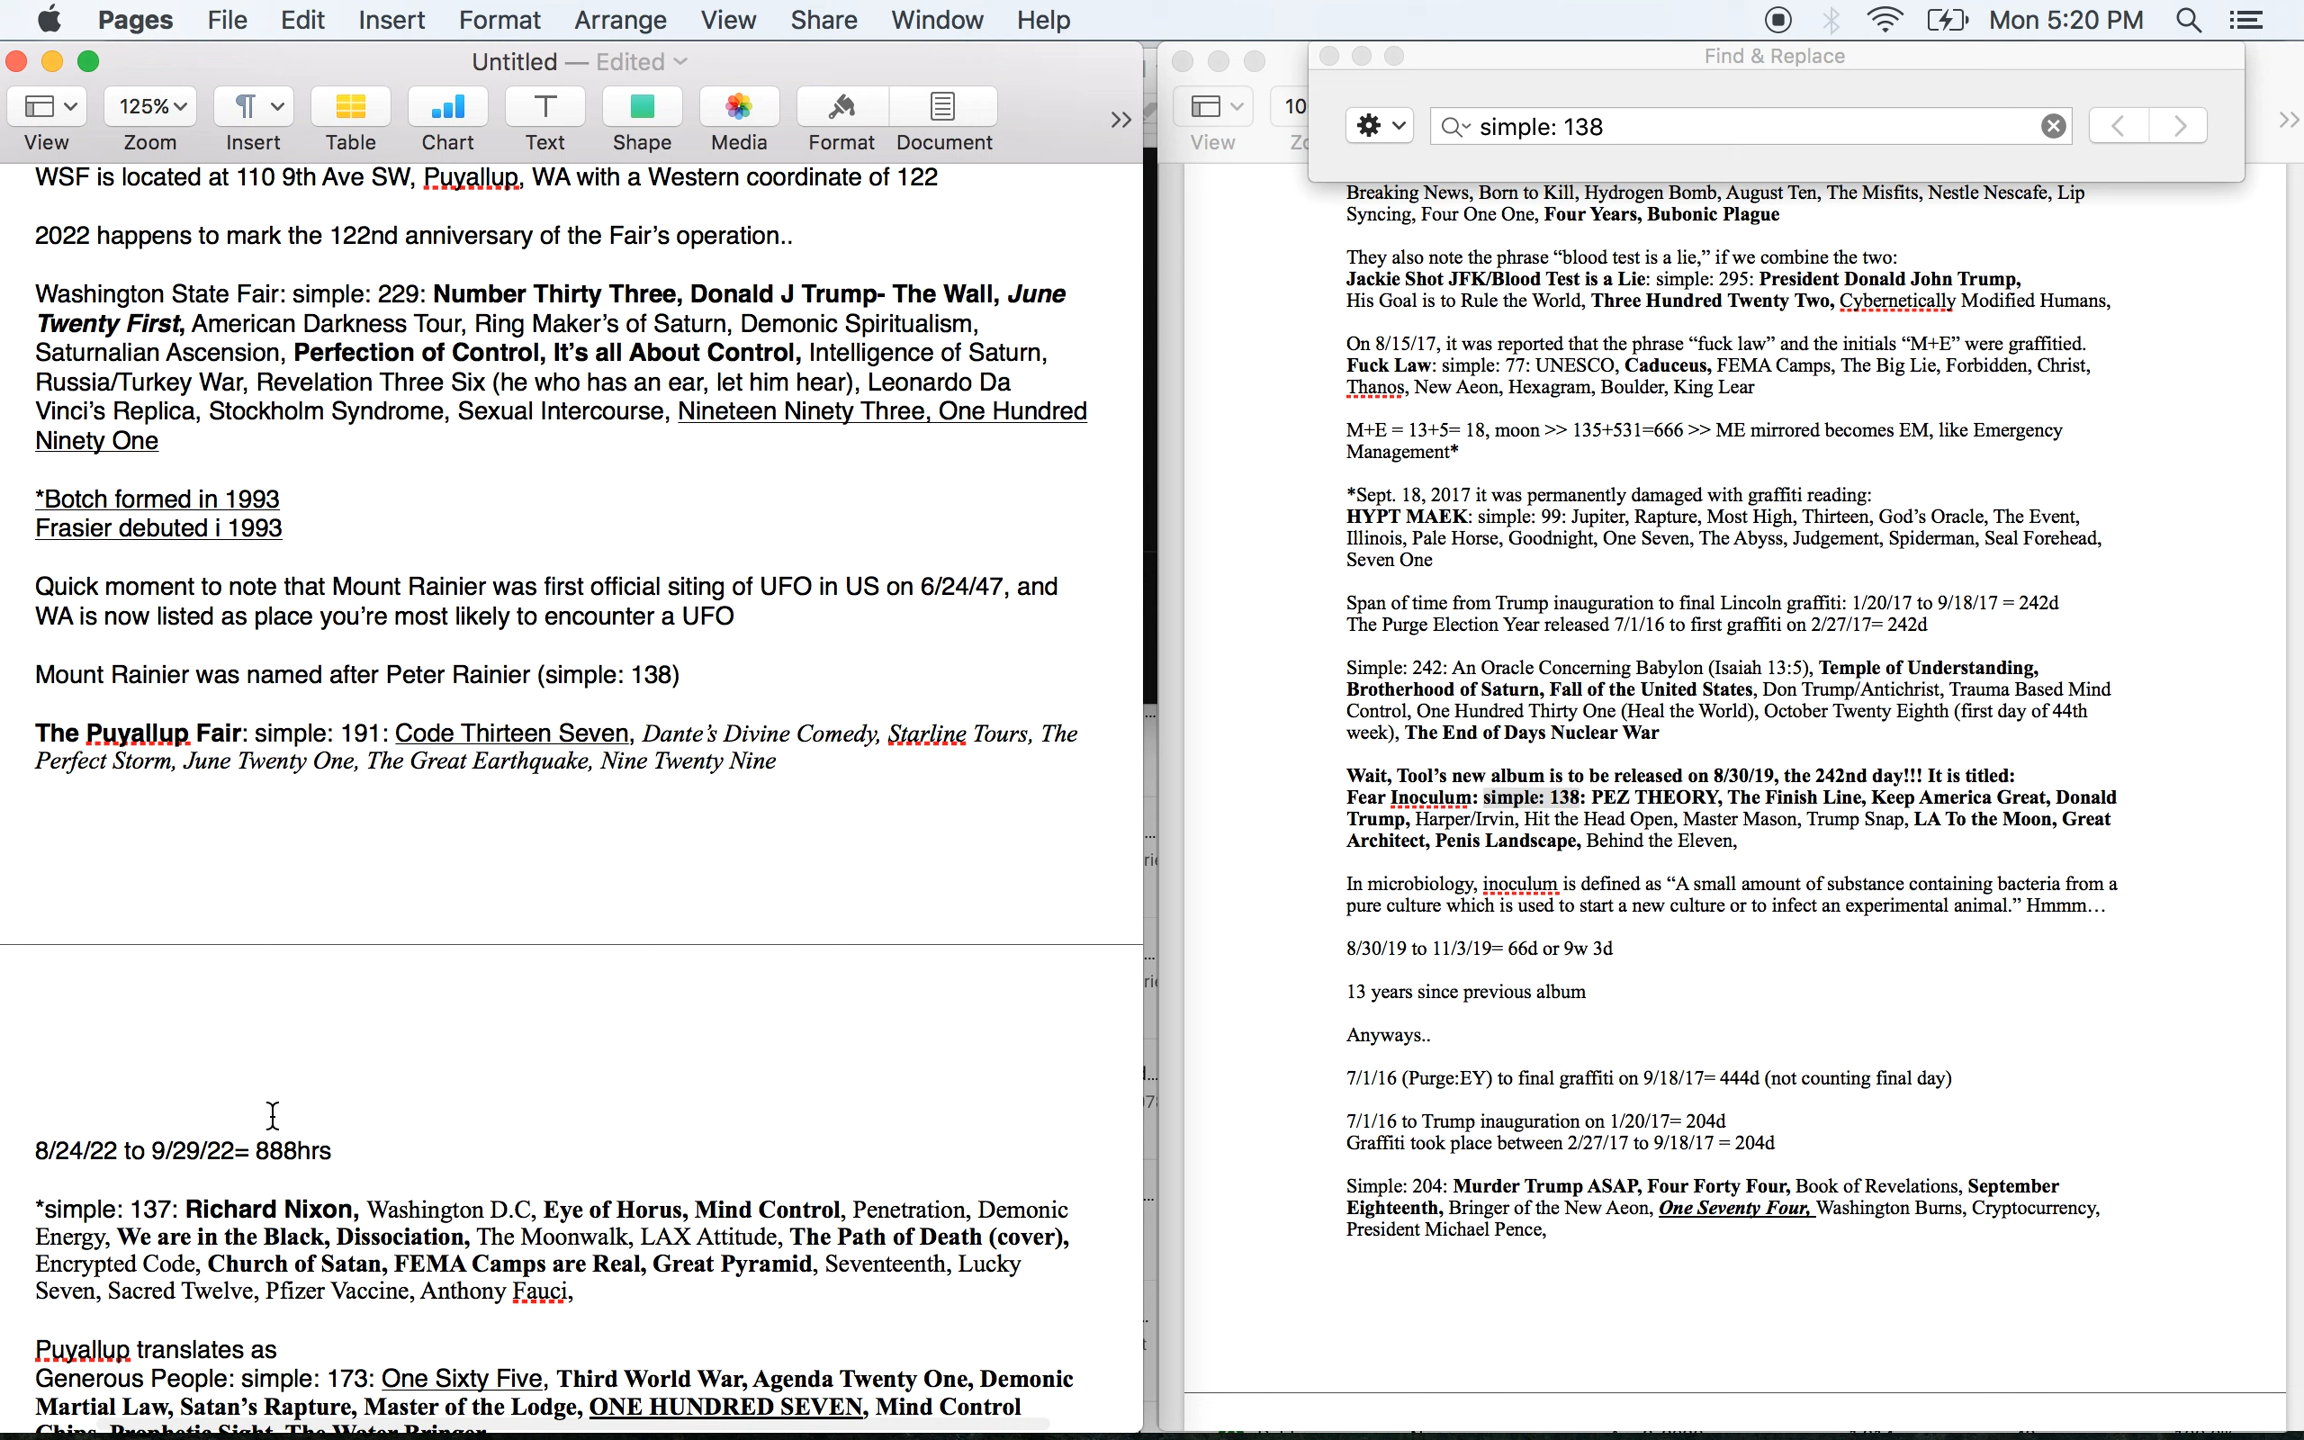 Pages File Edit Insert Format Arrange View Share Window Help Mon 5:20 PM
Untitled — Edited
125%
View Zoom Insert Table Chart Text Shape Media Format Document
WSF is located at 110 9th Ave SW, Puyallup, WA with a Western coordinate of 122
2022 happens to mark the 122nd anniversary of the Fair's operation..
Washington State Fair: simple: 229: Number Thirty Three, Donald J Trump- The Wall, June
Twenty First, American Darkness Tour, Ring Maker's of Saturn, Demonic Spiritualism,
Saturnalian Ascension, Perfection of Control, It's all About Control, Intelligence of Saturn,
Russia/Turkey War, Revelation Three Six (he who has an ear, let him hear), Leonardo Da
Vinci's Replica, Stockholm Syndrome, Sexual Intercourse, Nineteen Ninety Three, One Hundred
Ninety One
*Botch formed in 1993
Frasier debuted i 1993
Quick moment to note that Mount Rainier was first official siting of UFO in US on 6/24/47, and
WA is now listed as place you're most likely to encounter a UFO
Mount Rainier was named after Peter Rainier (simple: 138)
The Puyallup Fair: simple: 191: Code Thirteen Seven, Dante's Divine Comedy, Starline Tours, The
Perfect Storm, June Twenty One, The Great Earthquake, Nine Twenty Nine
8/24/22 to 9/29/22= 888hrs
*simple: 137: Richard Nixon, Washington D.C, Eye of Horus, Mind Control, Penetration, Demonic
Energy, We are in the Black, Dissociation, The Moonwalk, LAX Attitude, The Path of Death (cover),
Encrypted Code, Church of Satan, FEMA Camps are Real, Great Pyramid, Seventeenth, Lucky
Seven, Sacred Twelve, Pfizer Vaccine, Anthony Fauci,
Puyallup translates as
Generous People: simple: 173: One Sixty Five, Third World War, Agenda Twenty One, Demonic
Martial Law, Satan's Rapture, Master of the Lodge, ONE HUNDRED SEVEN, Mind Control
Chips, Prophetic Sight, The Water Bringer
Find & Replace
simple: 138
10
View
Breaking News, Born to Kill, Hydrogen Bomb, August Ten, The Misfits, Nestle Nescafe, Lip
Syncing, Four One One, Four Years, Bubonic Plague
They also note the phrase “blood test is a lie,” if we combine the two:
Jackie Shot JFK/Blood Test is a Lie: simple: 295: President Donald John Trump,
His Goal is to Rule the World, Three Hundred Twenty Two, Cybernetically Modified Humans,
On 8/15/17, it was reported that the phrase “fuck law” and the initials “M+E” were graffitied.
Fuck Law: simple: 77: UNESCO, Caduceus, FEMA Camps, The Big Lie, Forbidden, Christ,
Thanos, New Aeon, Hexagram, Boulder, King Lear
M+E = 13+5= 18, moon >> 135+531=666 >> ME mirrored becomes EM, like Emergency
Management*
*Sept. 18, 2017 it was permanently damaged with graffiti reading:
HYPT MAEK: simple: 99: Jupiter, Rapture, Most High, Thirteen, God's Oracle, The Event,
Illinois, Pale Horse, Goodnight, One Seven, The Abyss, Judgement, Spiderman, Seal Forehead,
Seven One
Span of time from Trump inauguration to final Lincoln graffiti: 1/20/17 to 9/18/17 = 242d
The Purge Election Year released 7/1/16 to first graffiti on 2/27/17= 242d
Simple: 242: An Oracle Concerning Babylon (Isaiah 13:5), Temple of Understanding,
Brotherhood of Saturn, Fall of the United States, Don Trump/Antichrist, Trauma Based Mind
Control, One Hundred Thirty One (Heal the World), October Twenty Eighth (first day of 44th
week), The End of Days Nuclear War
Wait, Tool's new album is to be released on 8/30/19, the 242nd day!!! It is titled:
Fear Inoculum: simple: 138: PEZ THEORY, The Finish Line, Keep America Great, Donald
Trump, Harper/Irvin, Hit the Head Open, Master Mason, Trump Snap, LA To the Moon, Great
Architect, Penis Landscape, Behind the Eleven,
In microbiology, inoculum is defined as “A small amount of substance containing bacteria from a
pure culture which is used to start a new culture or to infect an experimental animal.” Hmmm…
8/30/19 to 11/3/19= 66d or 9w 3d
13 years since previous album
Anyways..
7/1/16 (Purge:EY) to final graffiti on 9/18/17= 444d (not counting final day)
7/1/16 to Trump inauguration on 1/20/17= 204d
Graffiti took place between 2/27/17 to 9/18/17 = 204d
Simple: 204: Murder Trump ASAP, Four Forty Four, Book of Revelations, September
Eighteenth, Bringer of the New Aeon, One Seventy Four, Washington Burns, Cryptocurrency,
President Michael Pence,